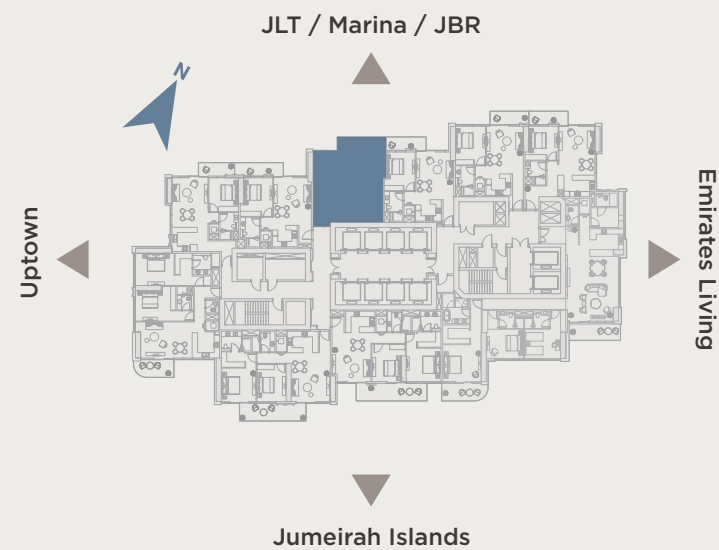 JLT / Marina / JBR
N
Uptown
Emirates Living
Jumeirah Islands